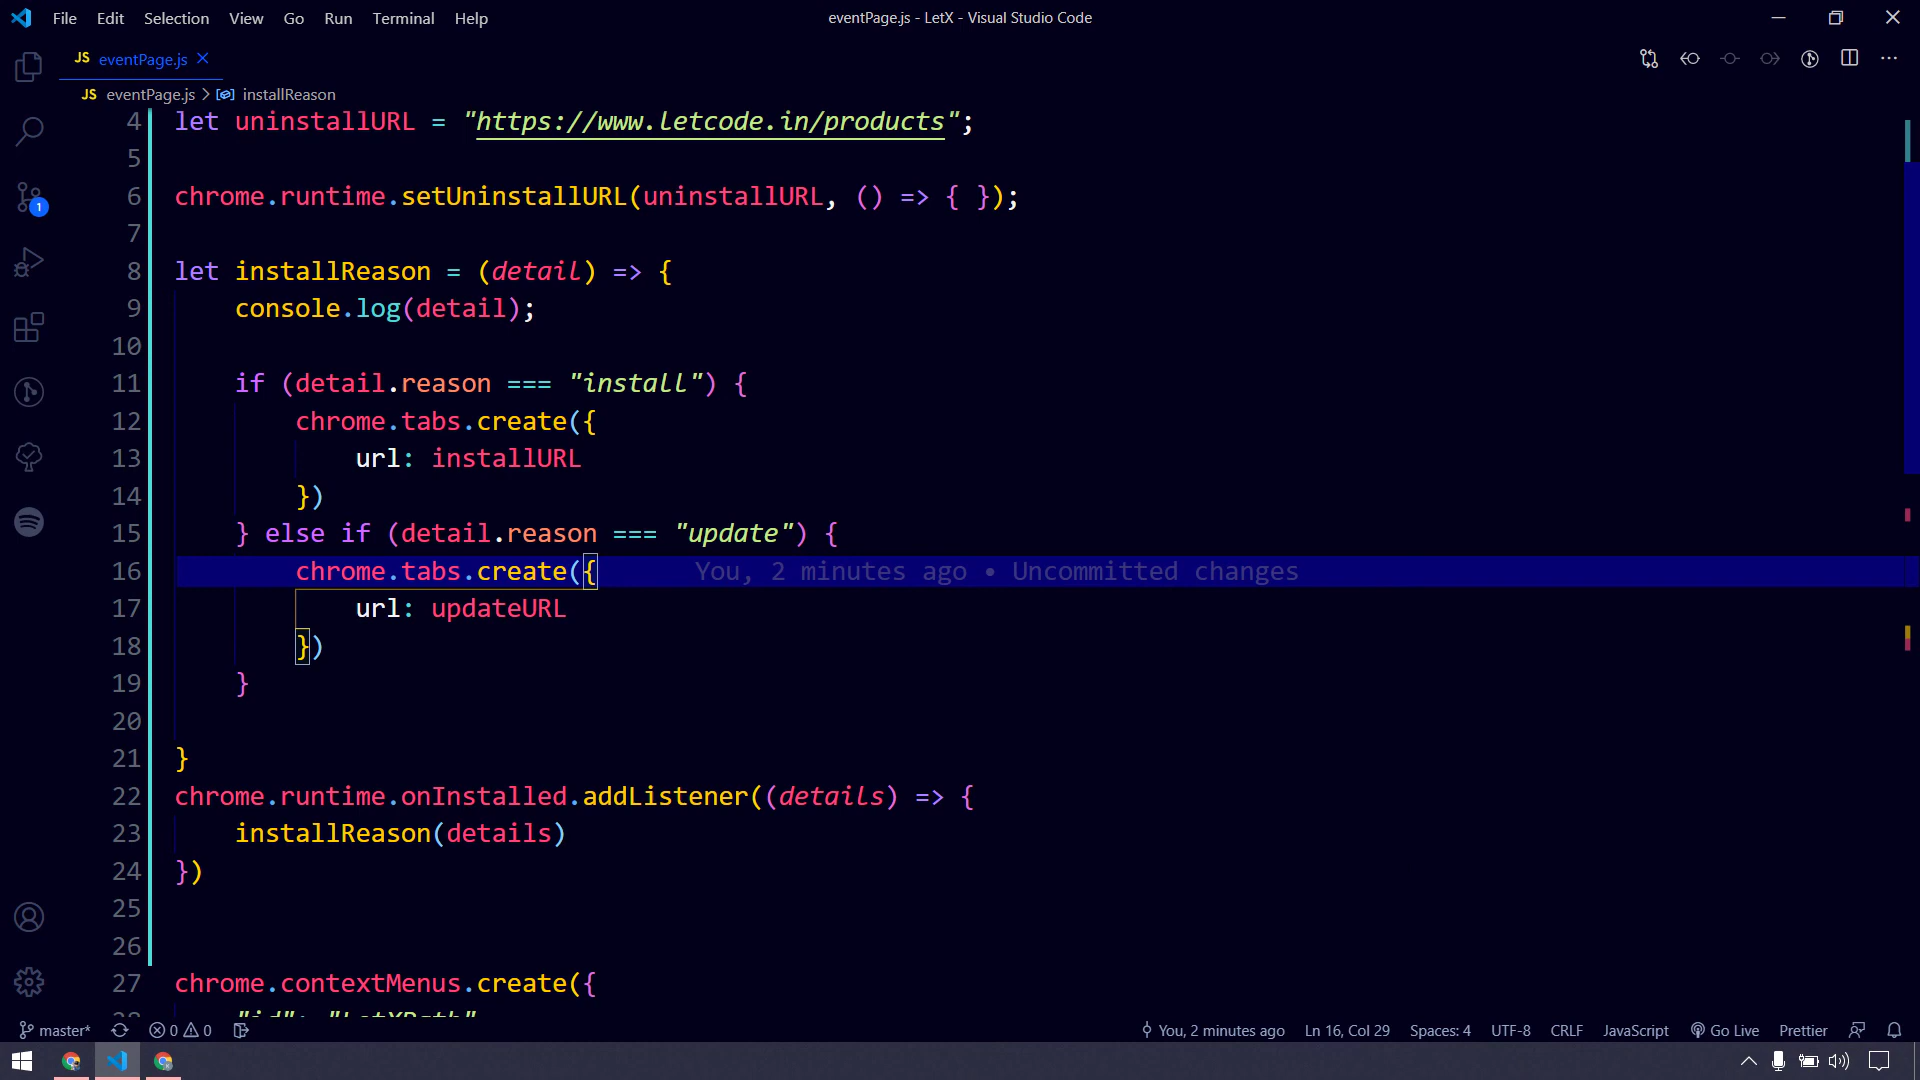 File Edit Selection View Go Run Terminal Help
eventPage.js - LetX - Visual Studio Code
JS eventPage.js
JS eventPage.js > installReason
4 let uninstallURL = "https://www.letcode.in/products";
5
6 chrome.runtime.setUninstallURL(uninstallURL, () => { });
7
8 let installReason = (detail) => {
9 console.log(detail);
10
11 if (detail.reason === "install") {
12 chrome.tabs.create({
13 url: installURL
14 })
15 } else if (detail.reason === "update") {
16 chrome.tabs.create({ You, 2 minutes ago • Uncommitted changes
17 url: updateURL
18 })
19 }
20
21 }
22 chrome.runtime.onInstalled.addListener((details) => {
23 installReason(details)
24 })
25
26
27 chrome.contextMenus.create({
28 "id": "LetXPath"
1
master* 0 0 You, 2 minutes ago Ln 16, Col 29 Spaces: 4 UTF-8 CRLF JavaScript Go Live Prettier